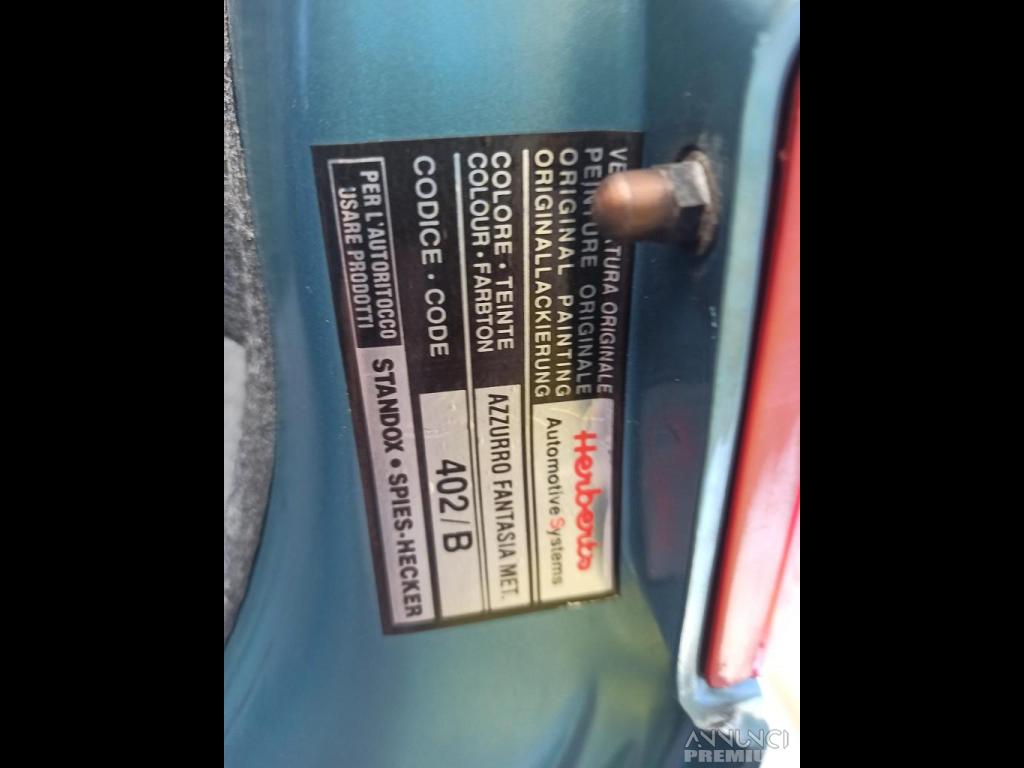 ORIGINALE
PEINTURE ORIGINALE
ORIGINAL PAINTING
ORIGINALLACKIERUNG
Herberts
Automotive Systems
COLORE • TEINTE
COLOUR • FARBTON
AZZURRO FANTASIA MET.
CODICE • CODE
402/B
PER L'AUTORITOCCO
USARE PRODOTTI
STANDOX • SPIES-HECKER
ANNUNCI
PREMIUM